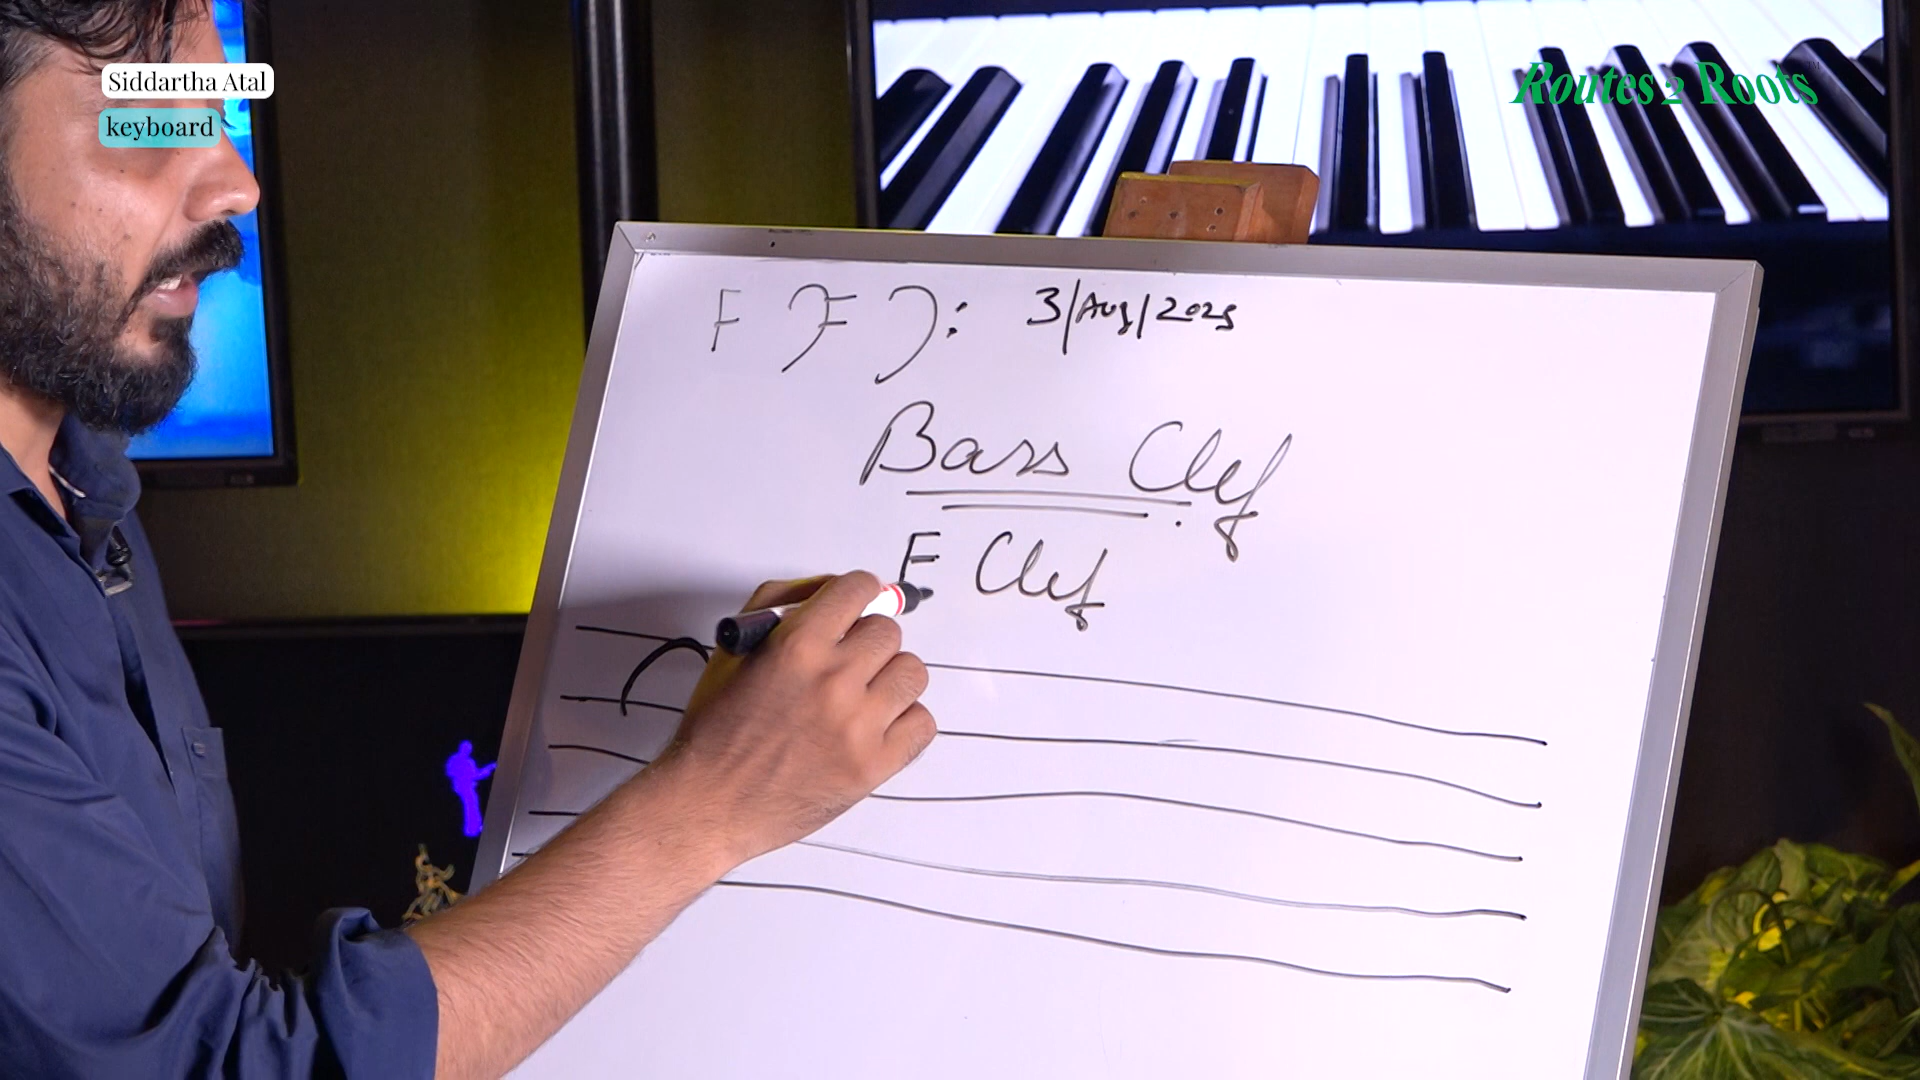 Siddartha Atal
keyboard
Routes 2 Roots
F F : 3/Aug/2025
Bass Clef
F Clef